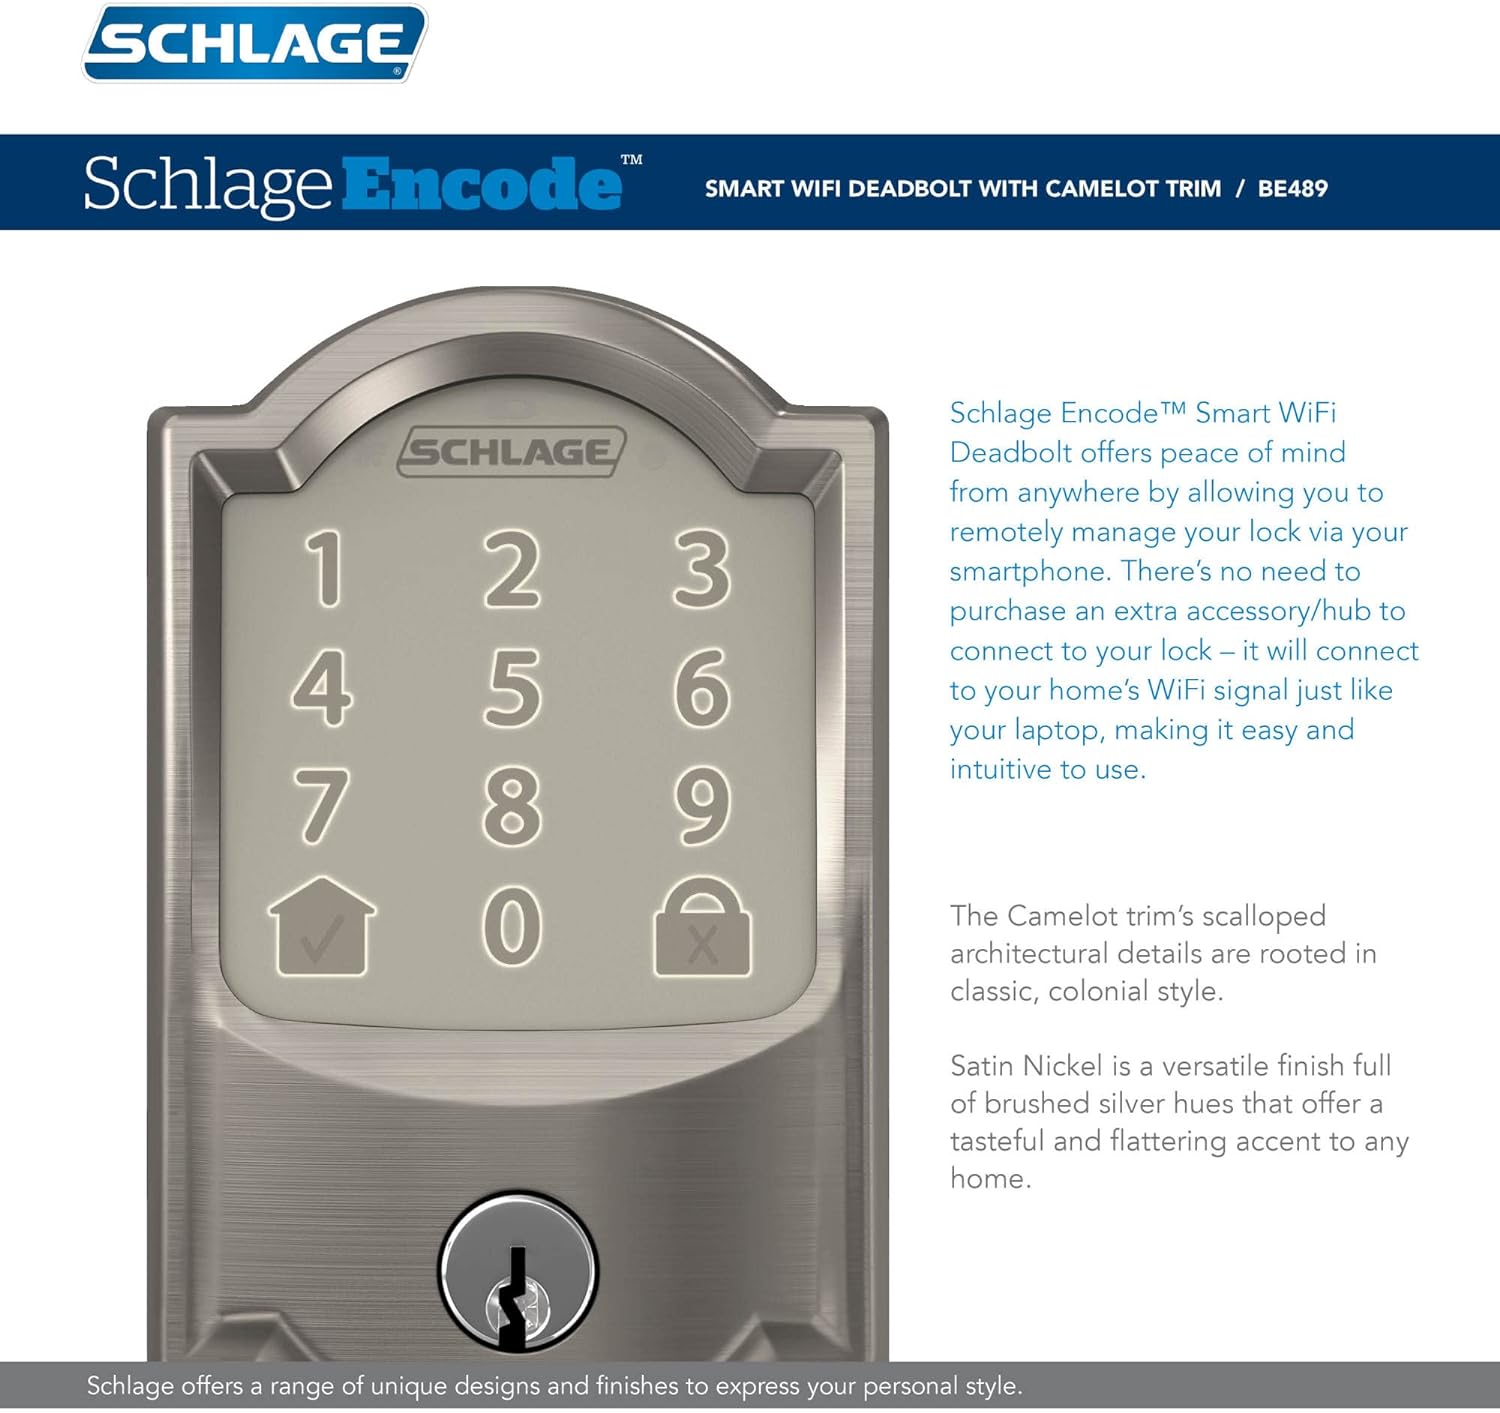 SCHLAGE
Schlage Encode™
SMART WIFI DEADBOLT WITH CAMELOT TRIM / BE489
SCHLAGE
1 2 3
4 5 6
7 8 9
0 X
Schlage Encode™ Smart WiFi
Deadbolt offers peace of mind
from anywhere by allowing you to
remotely manage your lock via your
smartphone. There's no need to
purchase an extra accessory/hub to
connect to your lock – it will connect
to your home's WiFi signal just like
your laptop, making it easy and
intuitive to use.
The Camelot trim's scalloped
architectural details are rooted in
classic, colonial style.
Satin Nickel is a versatile finish full
of brushed silver hues that offer a
tasteful and flattering accent to any
home.
Schlage offers a range of unique designs and finishes to express your personal style.